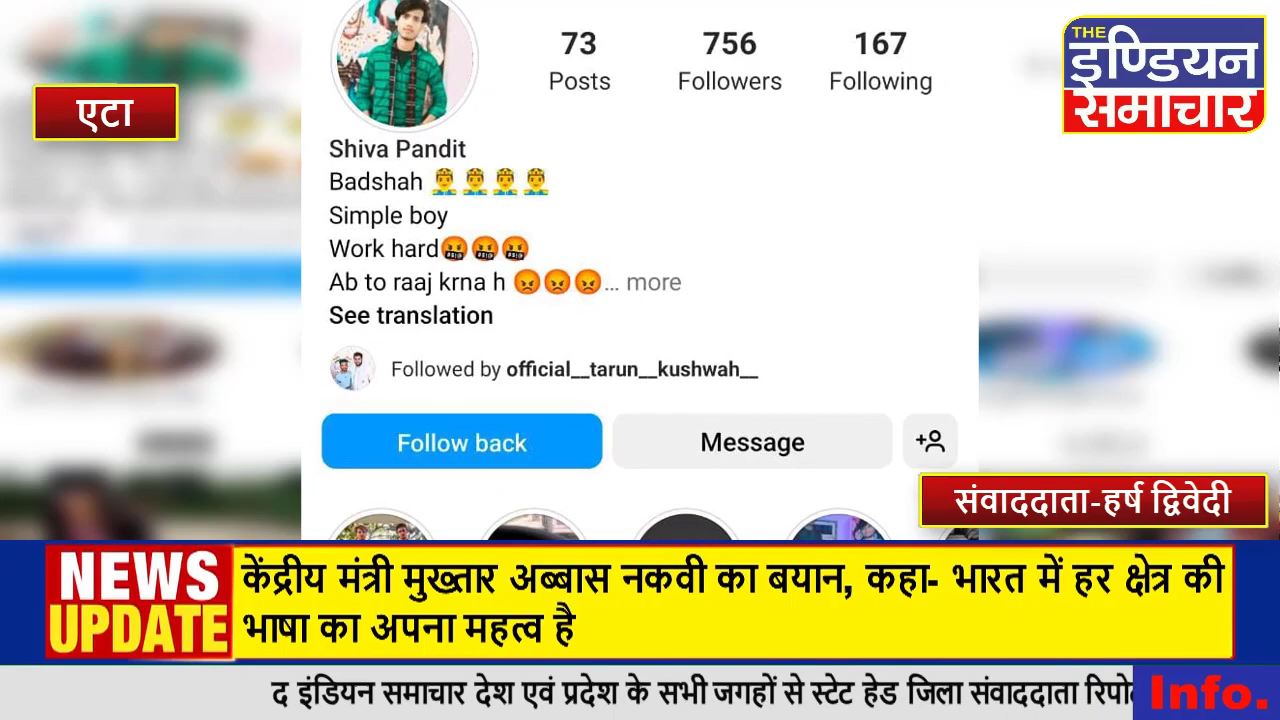 73 756 167
Posts Followers Following
THE
इण्डियन
समाचार
एटा
Shiva Pandit
Badshah 🤴🤴🤴🤴
Simple boy
Work hard🤬🤬🤬
Ab to raaj krna h 😡😡😡... more
See translation
Followed by official__tarun__kushwah__
Follow back Message
संवाददाता-हर्ष द्विवेदी
NEWS
UPDATE
केंद्रीय मंत्री मुख्तार अब्बास नकवी का बयान, कहा- भारत में हर क्षेत्र की
भाषा का अपना महत्व है
द इंडियन समाचार देश एवं प्रदेश के सभी जगहों से स्टेट हेड जिला संवाददाता
Info.